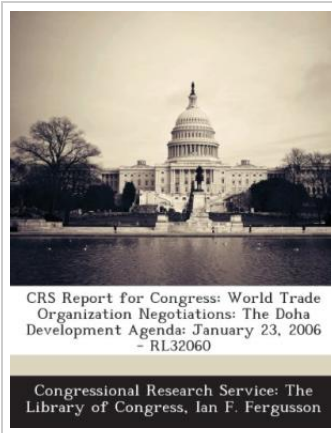 CRS Report for Congress: World Trade
Organization Negotiations: The Doha
Development Agenda: January 23, 2006
- RL32060
Congressional Research Service: The
Library of Congress, Ian F. Fergusson